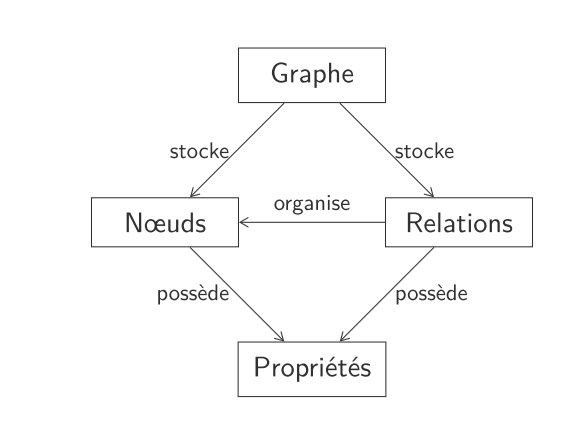 Graphe
stocke
stocke
organise
Nœuds
Relations
possède
possède
Propriétés